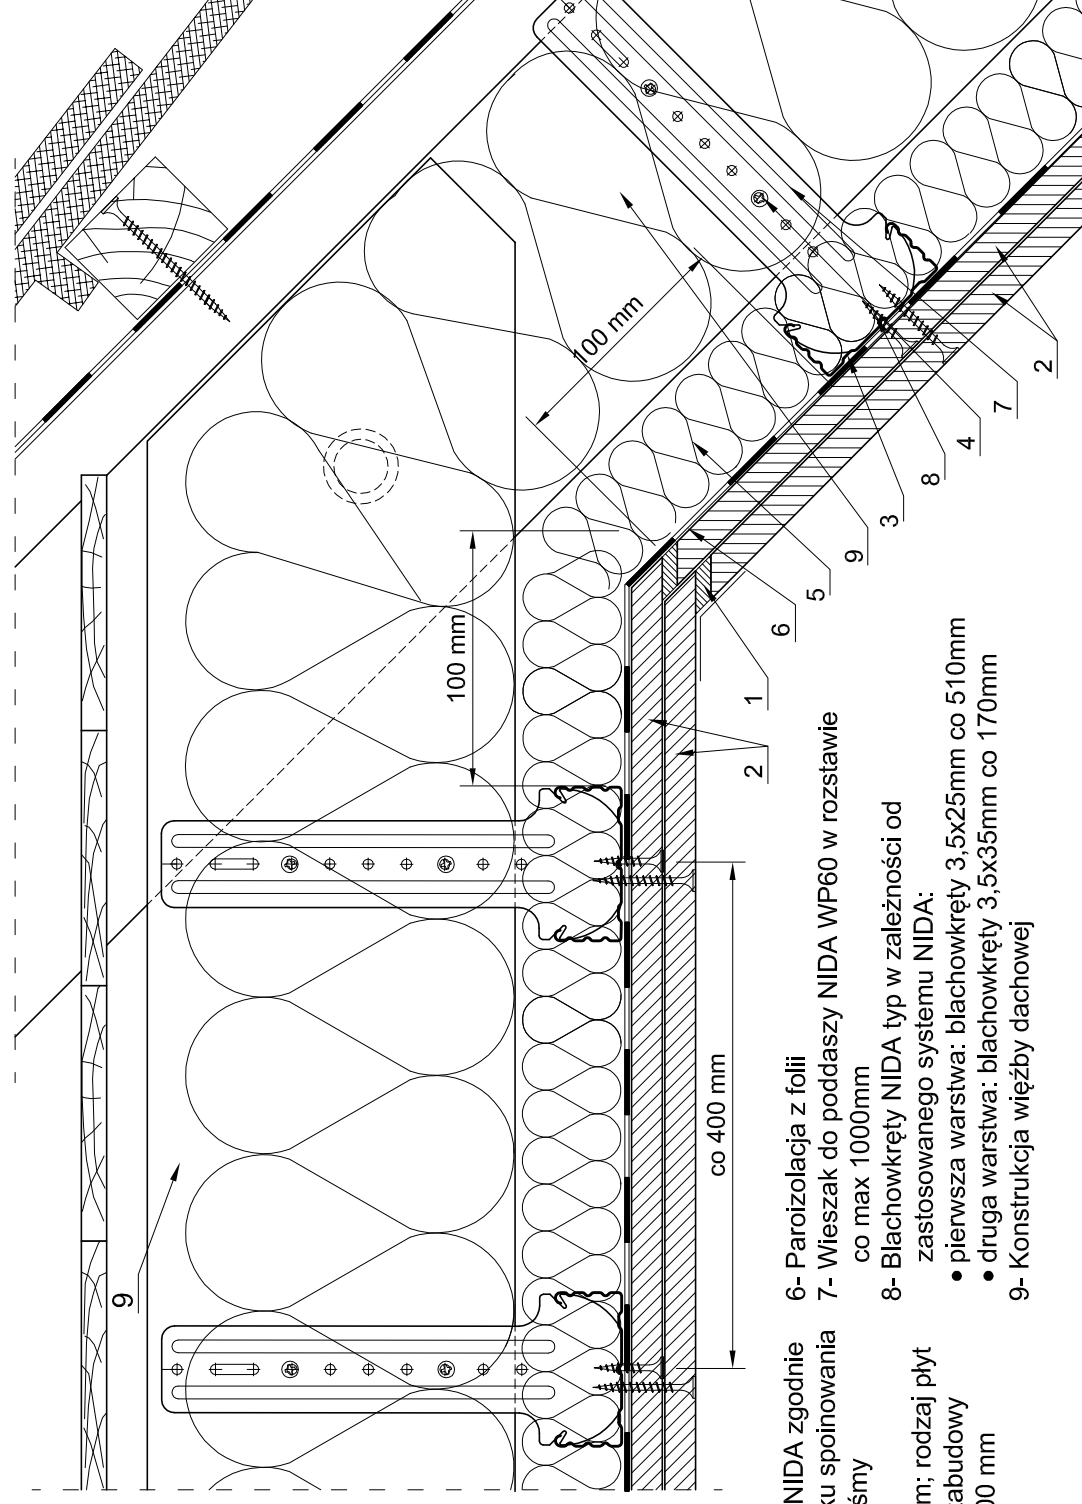 9
100 mm
100 mm
co 400 mm
1
2
6
5
9
3
8
4
7
2
NIDA zgodnie
ku spoinowania
śmy
m; rodzaj płyt
abudowy
00 mm
6- Paroizolacja z folii
7- Wieszak do poddaszy NIDA WP60 w rozstawie
co max 1000mm
8- Blachowkręty NIDA typ w zależności od
zastosowanego systemu NIDA:
● pierwsza warstwa: blachowkręty 3,5x25mm co 510mm
● druga warstwa: blachowkręty 3,5x35mm co 170mm
9- Konstrukcja więźby dachowej